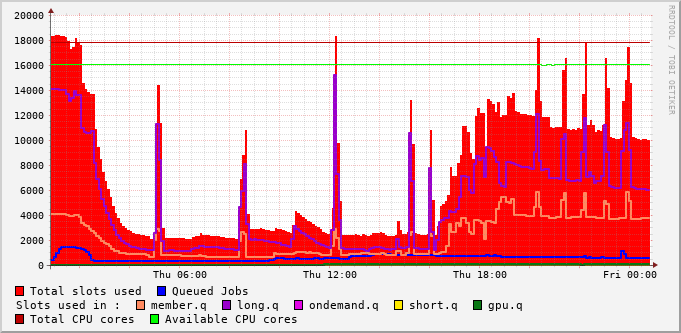 20000
18000
16000
14000
12000
10000
8000
6000
4000
2000
0
Thu 06:00 Thu 12:00 Thu 18:00 Fri 00:00
RRDTOOL / TOBI OETIKER
Total slots used Queued Jobs
Slots used in : member.q long.q ondemand.q short.q gpu.q
Total CPU cores Available CPU cores